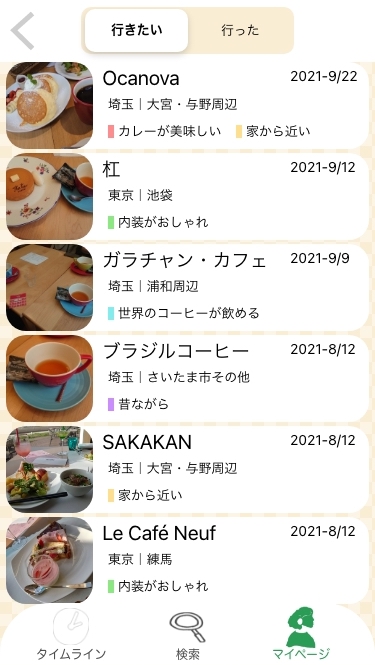 行きたい 行った
Ocanova 2021-9/22
埼玉｜大宮・与野周辺
カレーが美味しい 家から近い
杠 2021-9/12
東京｜池袋
内装がおしゃれ
ガラチャン・カフェ 2021-9/9
埼玉｜浦和周辺
世界のコーヒーが飲める
ブラジルコーヒー 2021-8/12
埼玉｜さいたま市その他
昔ながら
SAKAKAN 2021-8/12
埼玉｜大宮・与野周辺
家から近い
Le Café Neuf 2021-8/12
東京｜練馬
内装がおしゃれ
タイムライン 検索 マイページ